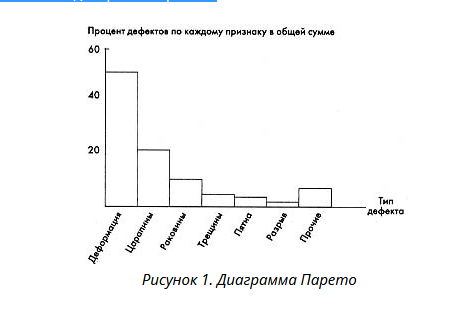 Процент дефектов по каждому признаку в общей сумме
60
40
20
Деформация
Царапины
Раковины
Трещины
Пятна
Разрыв
Прочие
Тип
дефекта
Рисунок 1. Диаграмма Парето